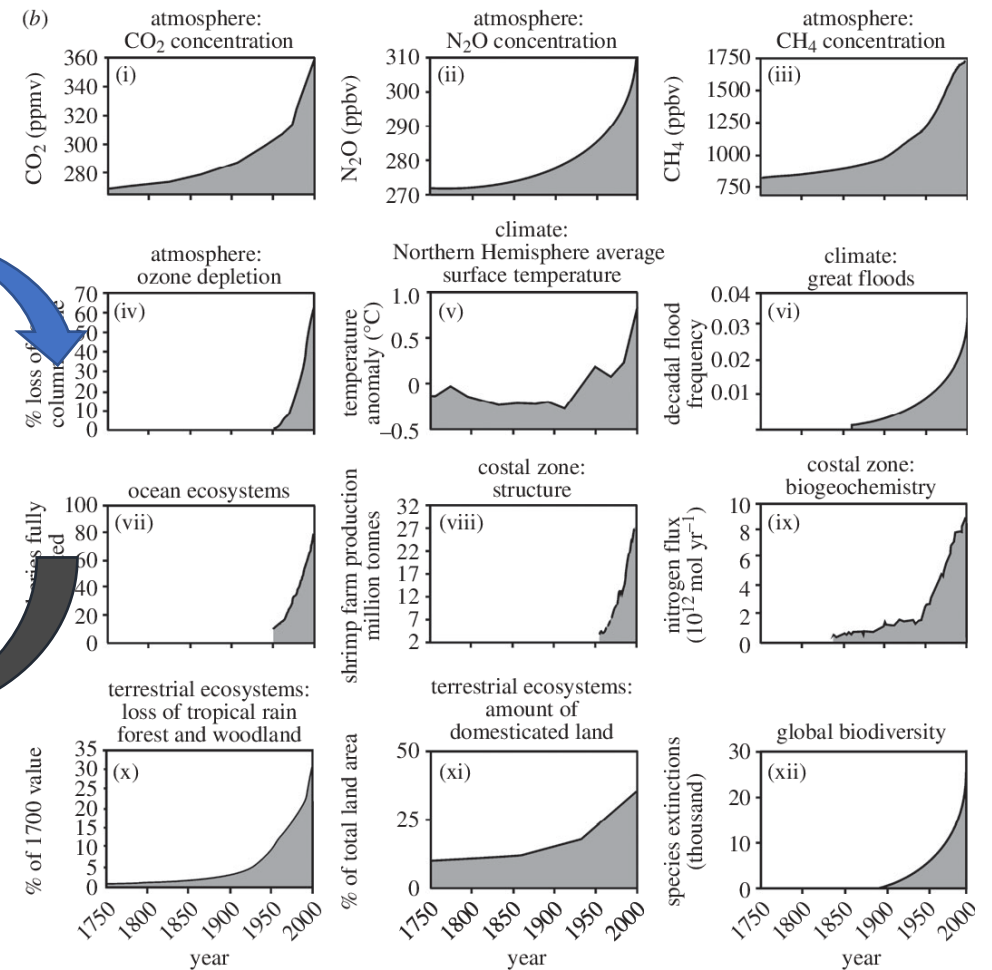 (b)
atmosphere:
CO2 concentration
CO2 (ppmv)
(i)
360
340
320
300
280
atmosphere:
N2O concentration
N2O (ppbv)
(ii)
310
300
290
280
270
atmosphere:
CH4 concentration
CH4 (ppbv)
(iii)
1750
1500
1250
1000
750
atmosphere:
ozone depletion
% loss of
colum
(iv)
70
60
50
40
30
20
10
0
climate:
Northern Hemisphere average
surface temperature
temperature
anomaly (°C)
(v)
1.0
0.5
0
–0.5
climate:
great floods
decadal flood
frequency
(vi)
0.04
0.03
0.02
0.01
ocean ecosystems
fully
(vii)
100
80
60
40
20
0
costal zone:
structure
shrimp farm production
million tonnes
(viii)
32
27
22
17
12
7
2
costal zone:
biogeochemistry
nitrogen flux
(10¹² mol yr⁻¹)
(ix)
10
8
6
4
2
0
terrestrial ecosystems:
loss of tropical rain
forest and woodland
% of 1700 value
(x)
35
30
25
20
15
10
5
0
1750 1800 1850 1900 1950 2000
year
terrestrial ecosystems:
amount of
domesticated land
% of total land area
(xi)
50
25
0
1750 1800 1850 1900 1950 2000
year
global biodiversity
species extinctions
(thousand)
(xii)
30
20
10
0
1750 1800 1850 1900 1950 2000
year